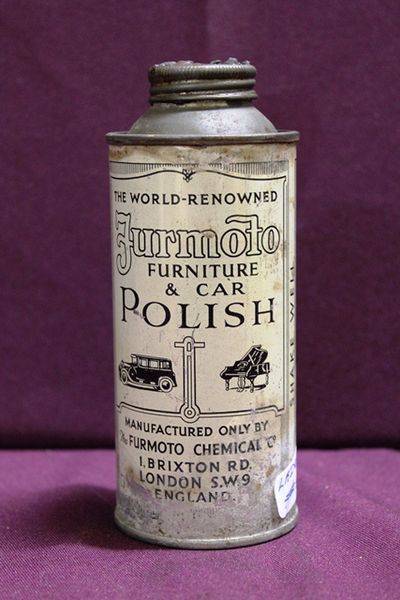 THE WORLD-RENOWNED
Furmoto
FURNITURE
& CAR
POLISH
SHAKE WELL
MANUFACTURED ONLY BY
The FURMOTO CHEMICAL Co
1, BRIXTON RD.
LONDON S.W.9
ENGLAND.